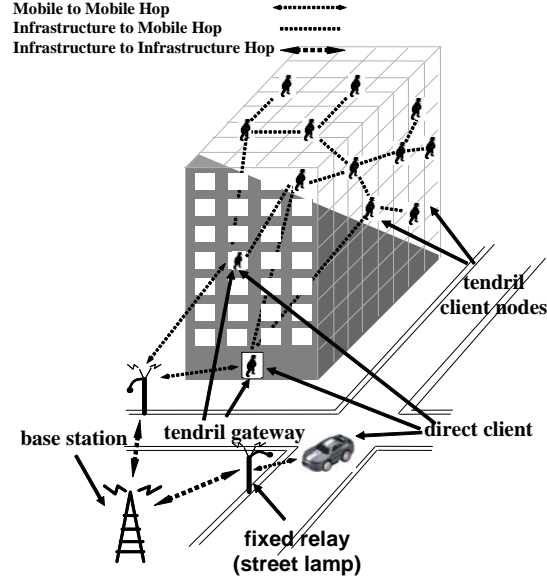 Mobile to Mobile Hop
Infrastructure to Mobile Hop
Infrastructure to Infrastructure Hop
tendril
client nodes
base station
tendril gateway
direct client
fixed relay
(street lamp)